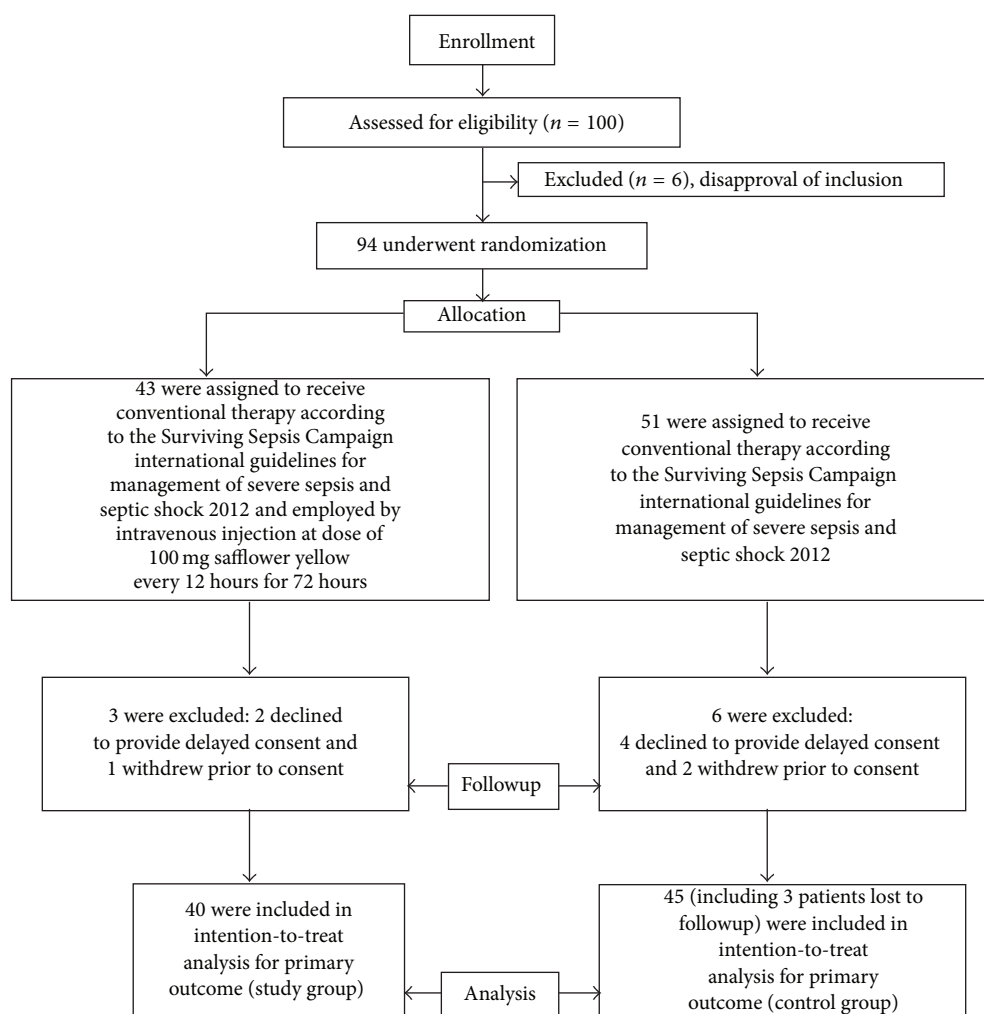 Enrollment
Assessed for eligibility (n = 100)
Excluded (n = 6), disapproval of inclusion
94 underwent randomization
Allocation
43 were assigned to receive
conventional therapy according
to the Surviving Sepsis Campaign
international guidelines for
management of severe sepsis and
septic shock 2012 and employed by
intravenous injection at dose of
100 mg safflower yellow
every 12 hours for 72 hours
51 were assigned to receive
conventional therapy according
to the Surviving Sepsis Campaign
international guidelines for
management of severe sepsis and
septic shock 2012
3 were excluded: 2 declined
to provide delayed consent and
1 withdrew prior to consent
6 were excluded:
4 declined to provide delayed consent
and 2 withdrew prior to consent
Followup
40 were included in
intention-to-treat
analysis for primary
outcome (study group)
45 (including 3 patients lost to
followup) were included in
intention-to-treat
analysis for primary
outcome (control group)
Analysis